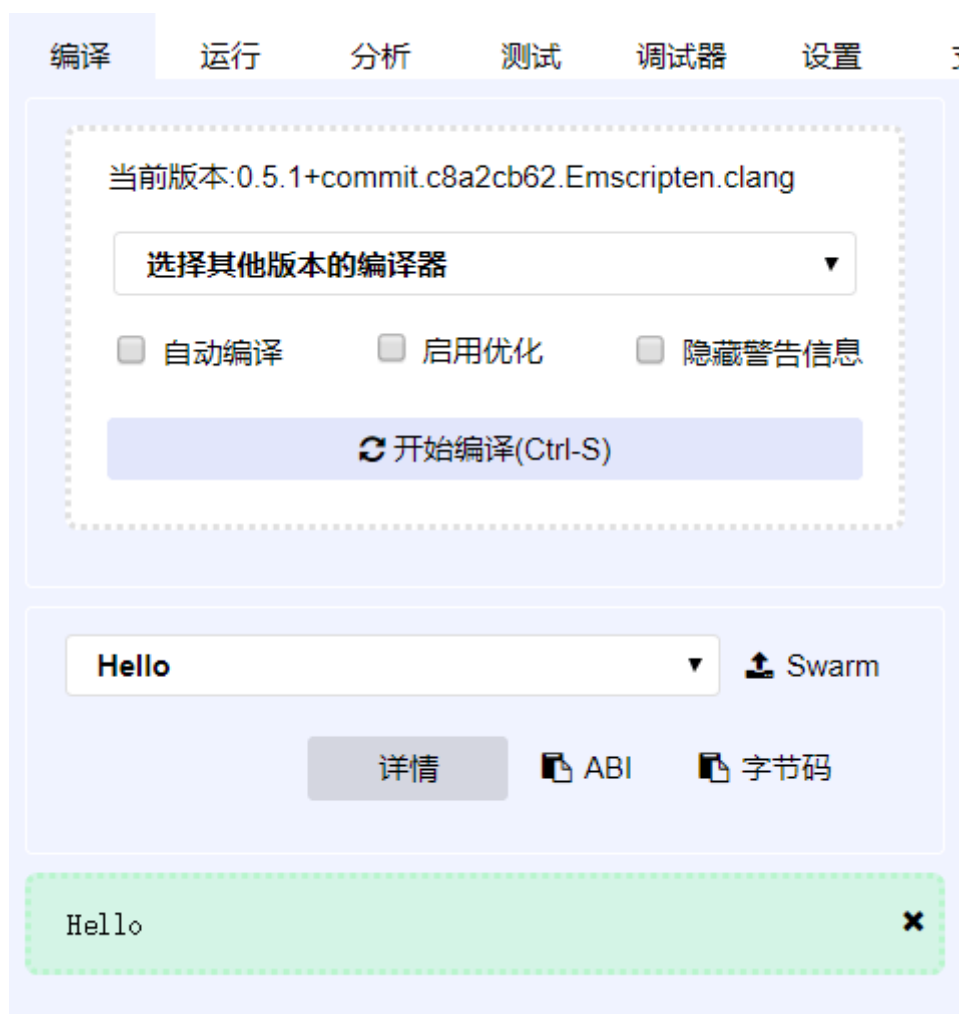 编译 运行 分析 测试 调试器 设置
当前版本:0.5.1+commit.c8a2cb62.Emscripten.clang
选择其他版本的编译器
自动编译 启用优化 隐藏警告信息
开始编译(Ctrl-S)
Hello Swarm
详情 ABI 字节码
Hello